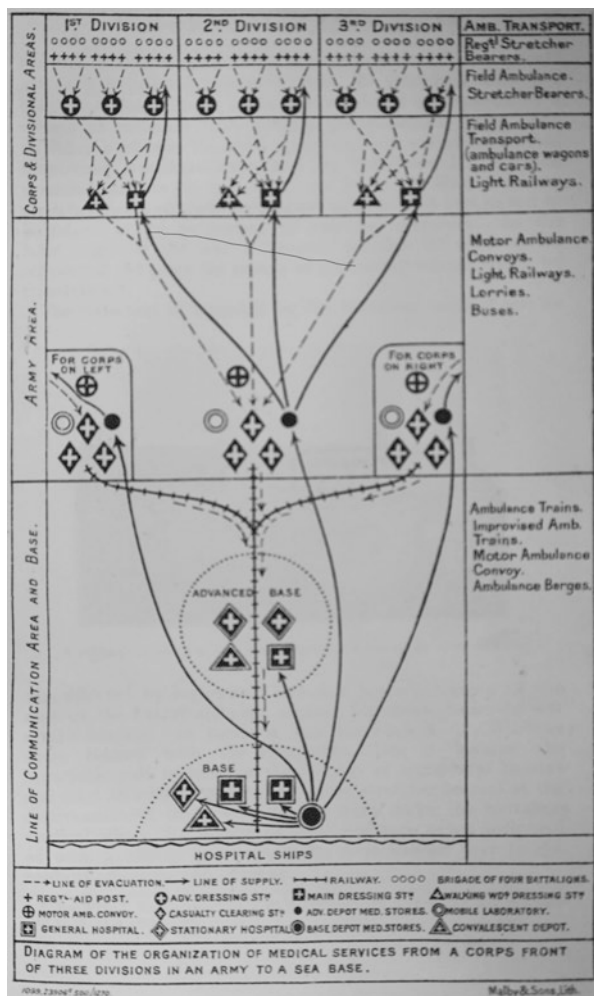 1ST DIVISION
2ND DIVISION
3RD DIVISION
AMB. TRANSPORT.
CORPS & DIVISIONAL AREAS.
Regtl Stretcher
Bearers.
Field Ambulance.
Stretcher Bearers.
Field Ambulance
Transport.
(ambulance wagons
and cars).
Light Railways.
ARMY AREA.
Motor Ambulance
Convoys.
Light Railways.
Lorries.
Buses.
FOR CORPS
ON LEFT
FOR CORPS
ON RIGHT
LINE OF COMMUNICATION AREA AND BASE.
Ambulance Trains.
Improvised Amb.
Trains.
Motor Ambulance
Convoy.
Ambulance Barges.
ADVANCED BASE
BASE
HOSPITAL SHIPS
LINE OF EVACUATION. LINE OF SUPPLY. RAILWAY. BRIGADE OF FOUR BATTALIONS.
REGTL AID POST. ADV. DRESSING STN MAIN DRESSING STN WALKING WDD DRESSING STN
MOTOR AMB. CONVOY. CASUALTY CLEARING STN ADV. DEPOT MED. STORES. MOBILE LABORATORY.
GENERAL HOSPITAL. STATIONARY HOSPITAL BASE DEPOT MED. STORES. CONVALESCENT DEPOT.
DIAGRAM OF THE ORGANIZATION OF MEDICAL SERVICES FROM A CORPS FRONT
OF THREE DIVISIONS IN AN ARMY TO A SEA BASE.
Malby & Sons, Lith.